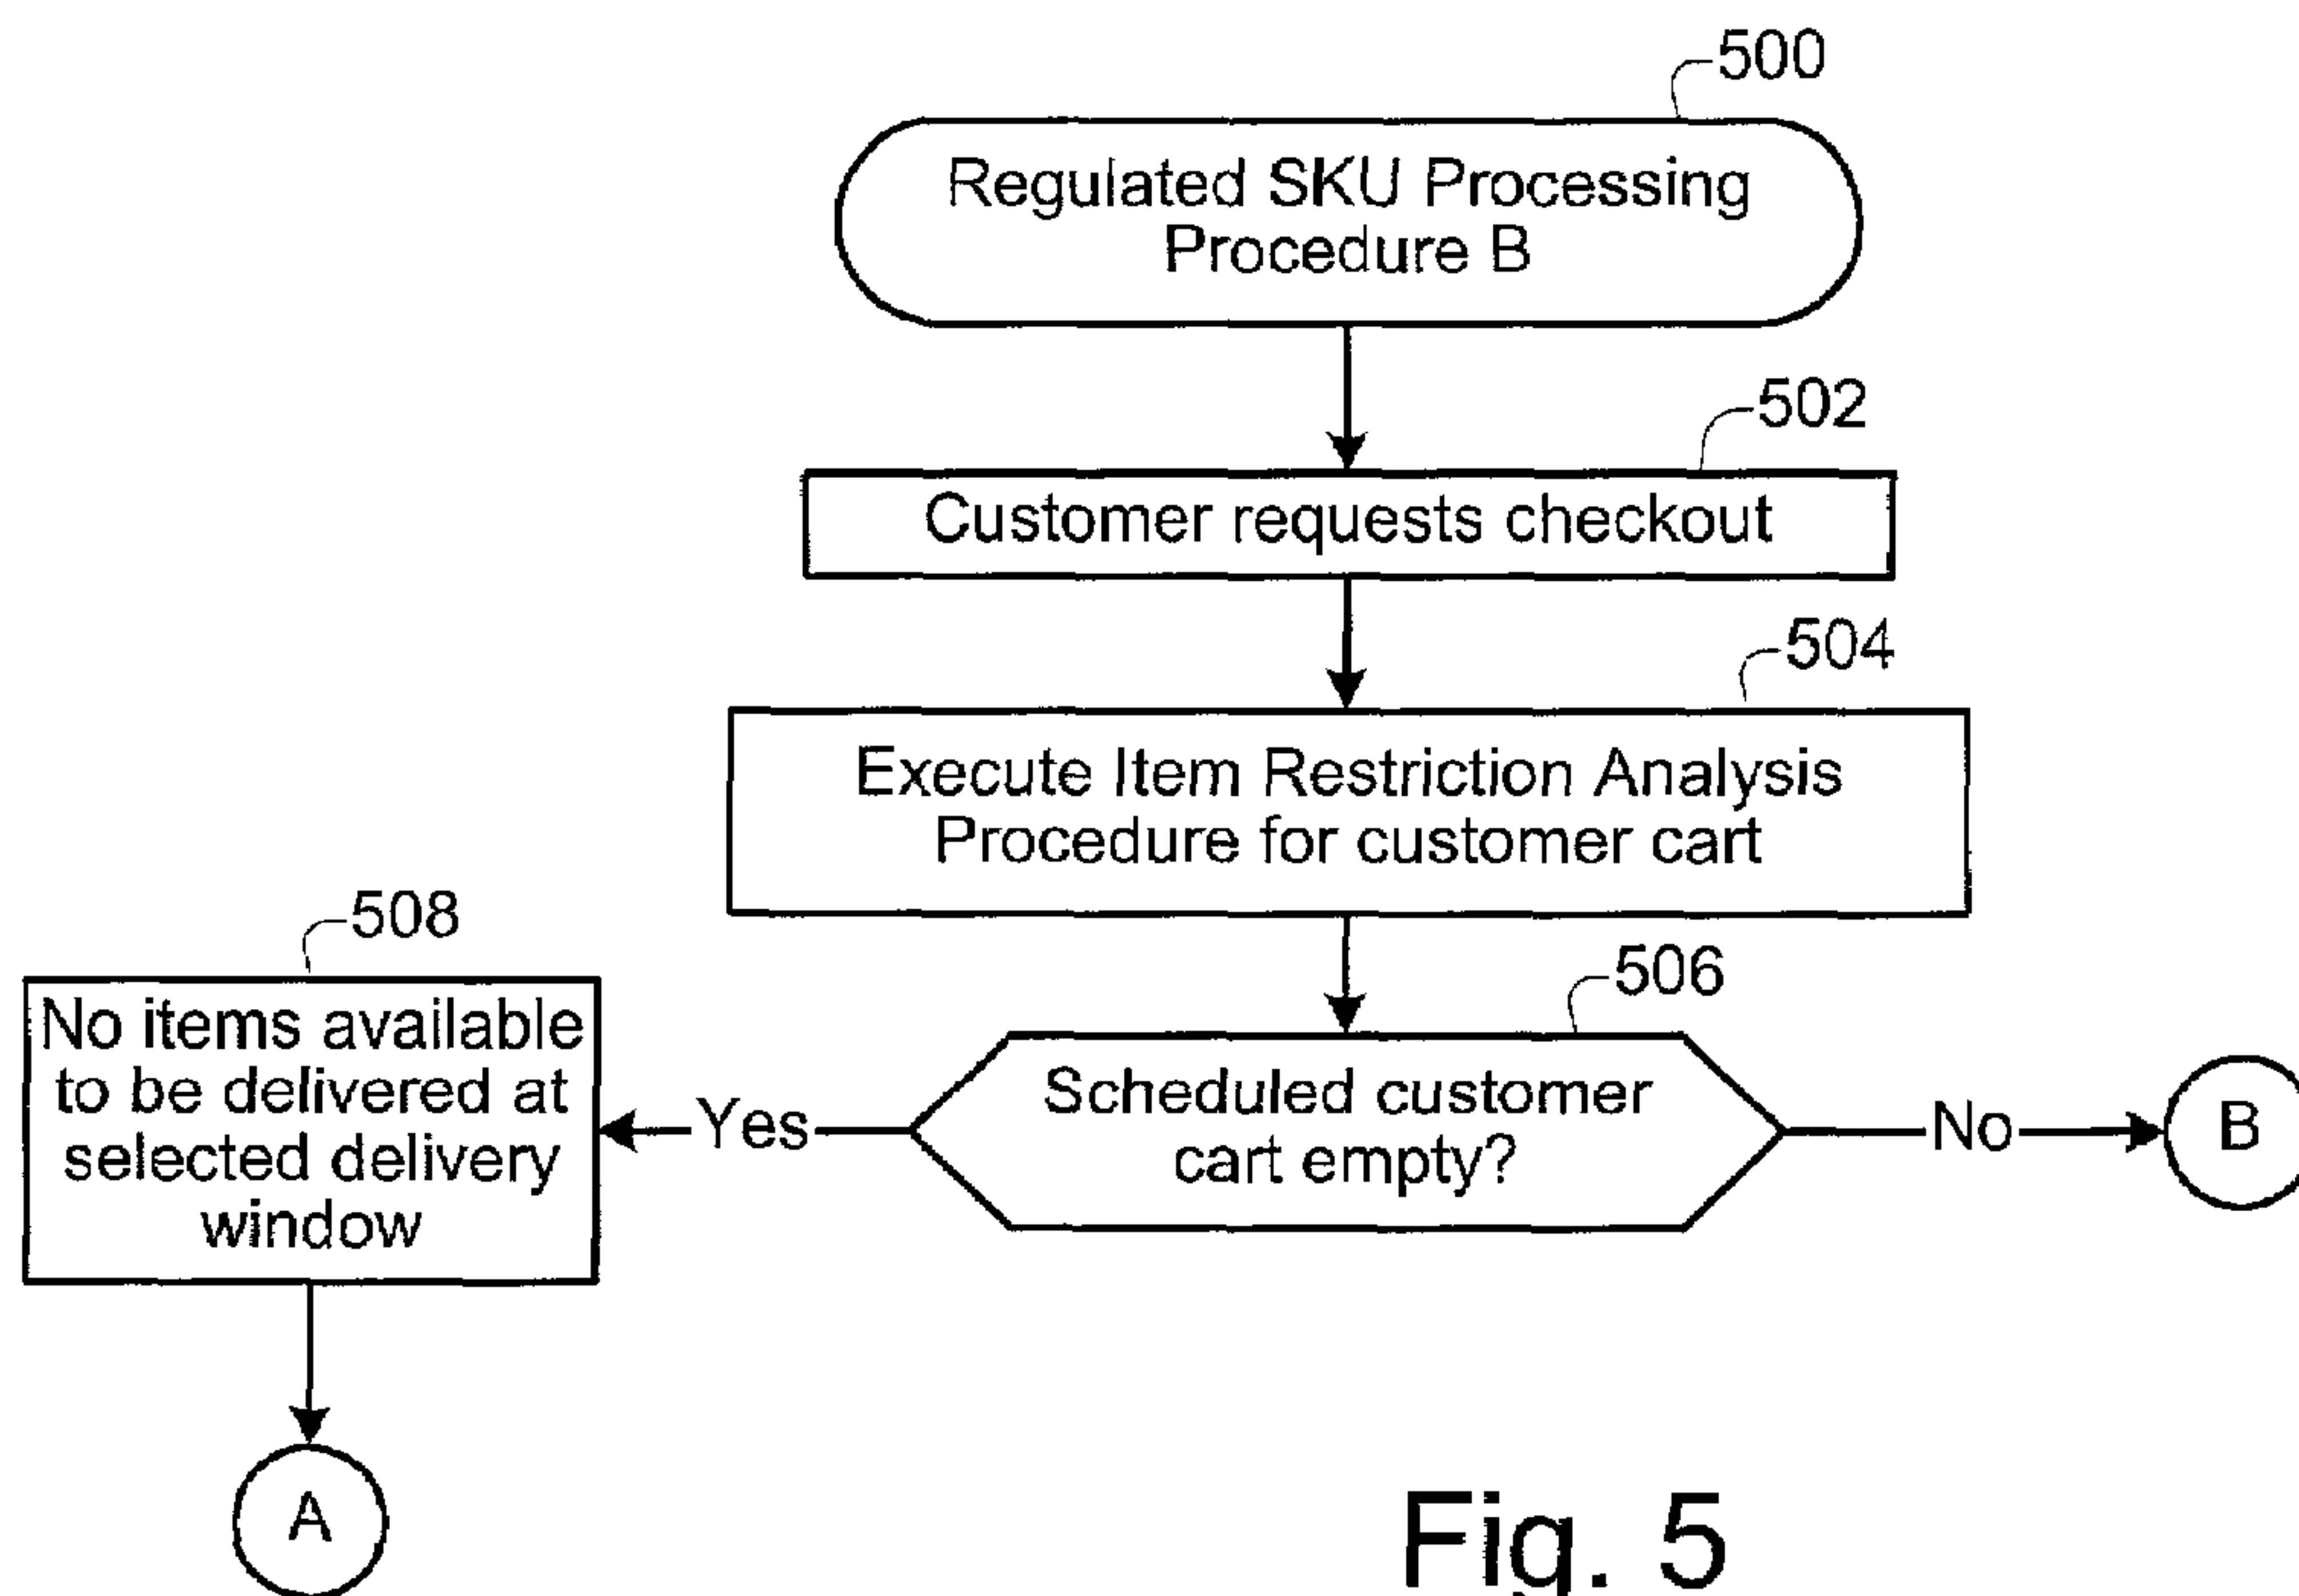 500
Regulated SKU Processing
Procedure B
502
Customer requests checkout
504
Execute Item Restriction Analysis
Procedure for customer cart
508
506
No items available
to be delivered at
selected delivery
window
Yes
Scheduled customer
cart empty?
No
B
A
Fig. 5